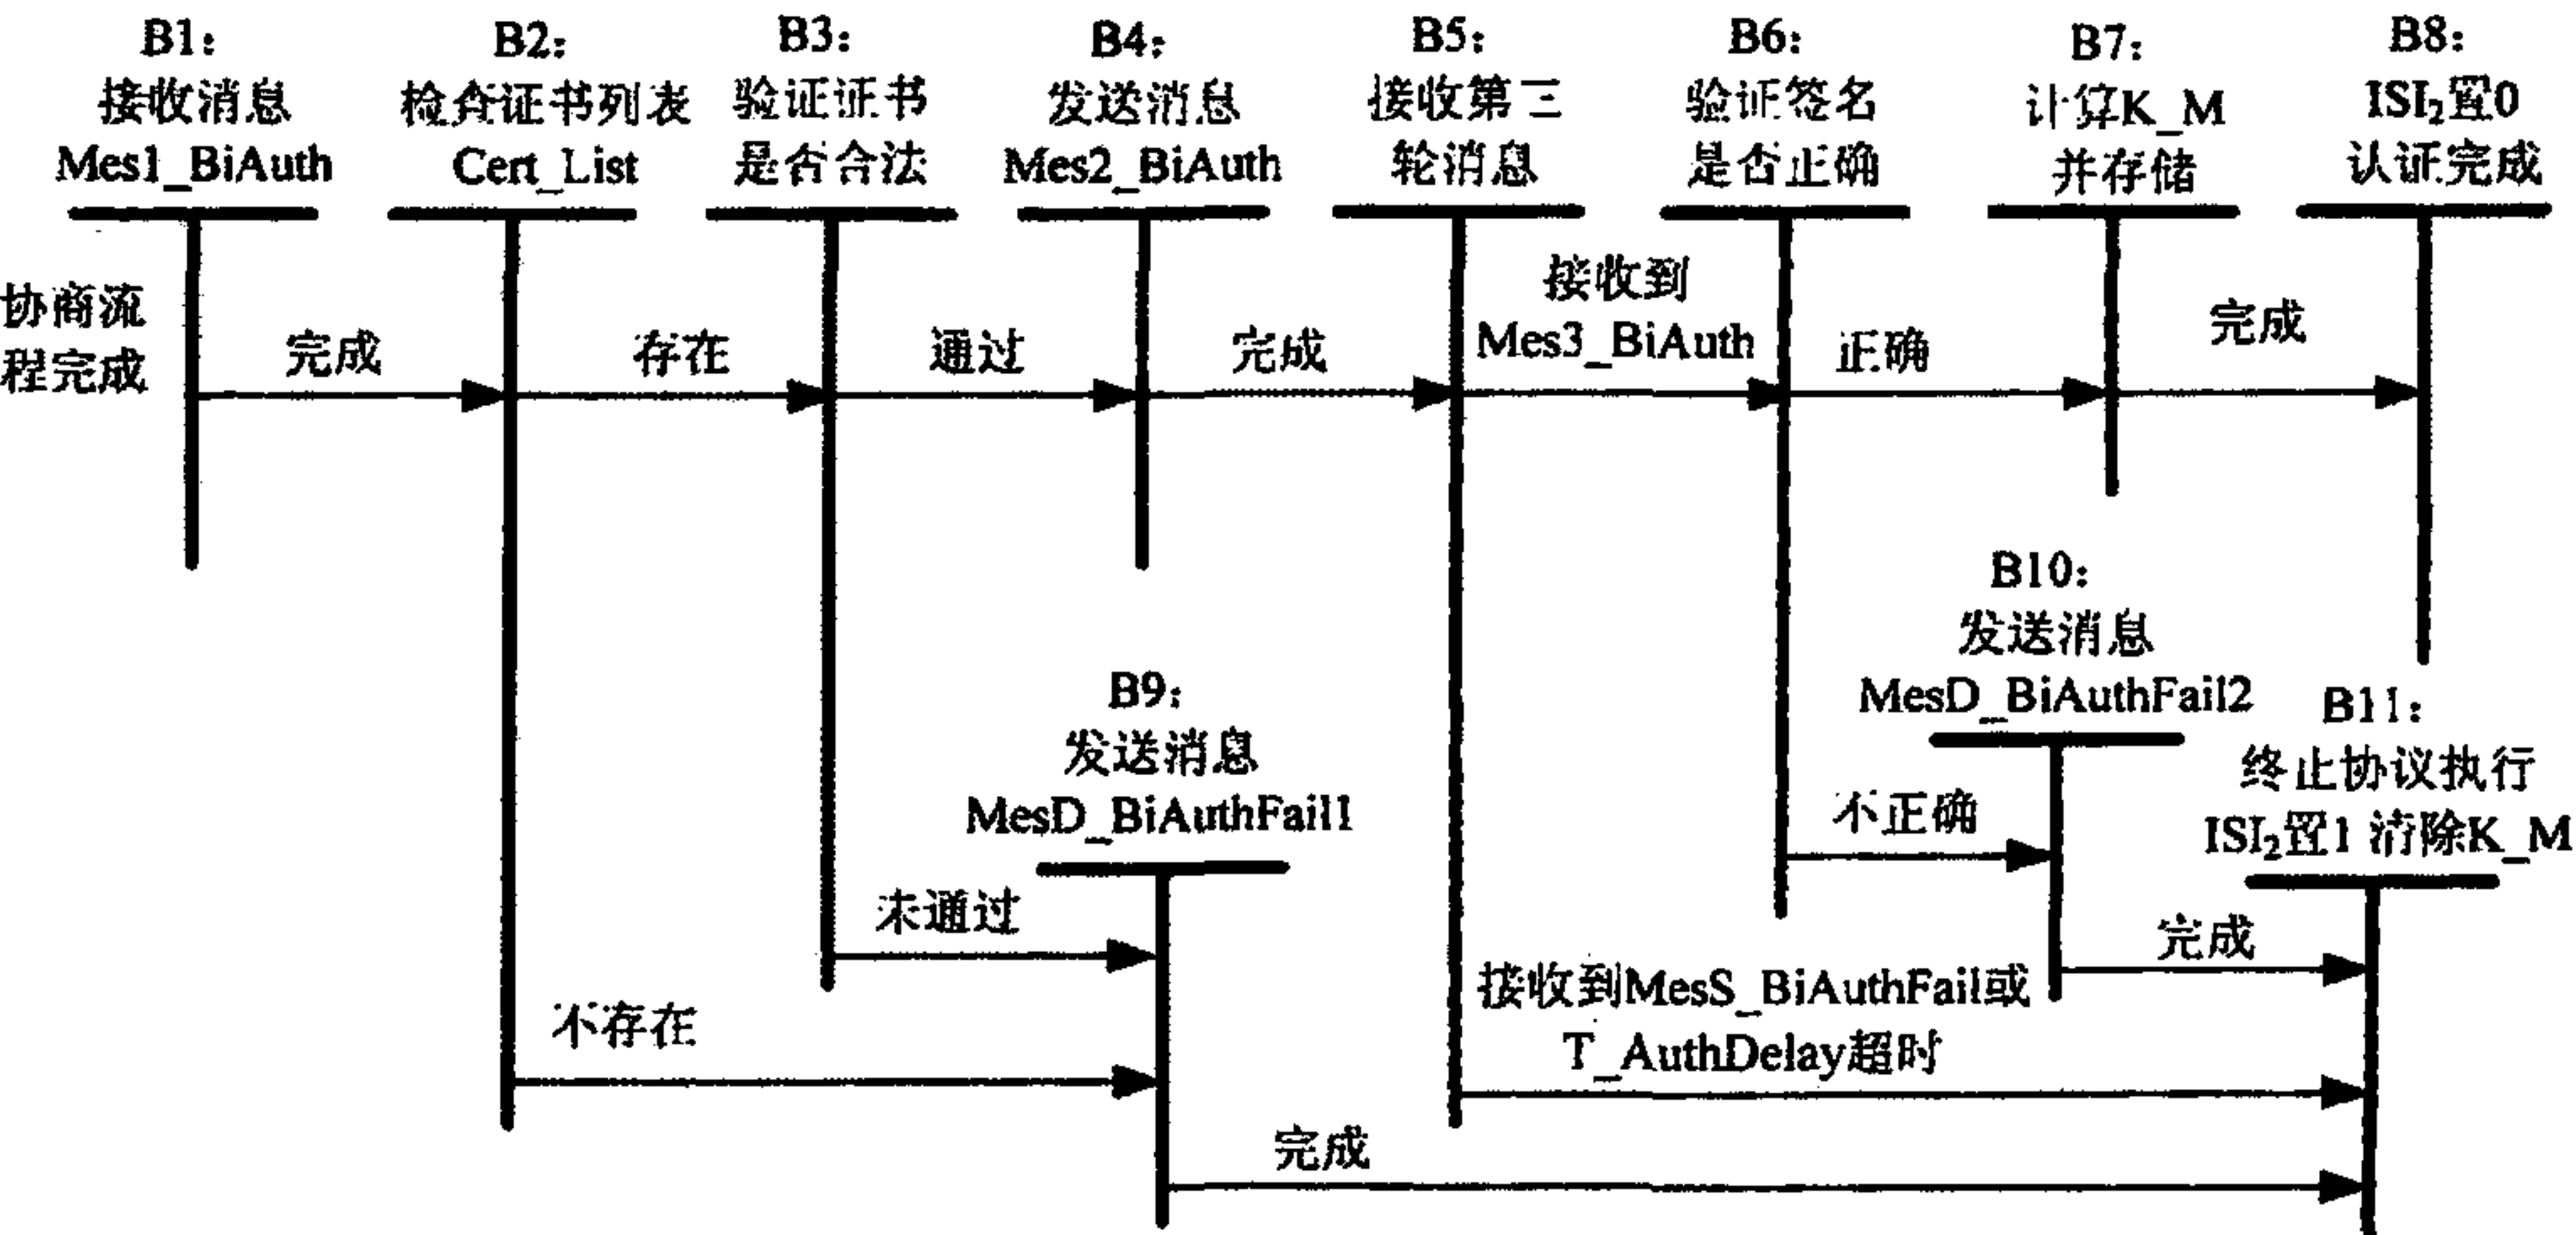 B1:
接收消息
Mes1_BiAuth
B2:
检查证书列表
Cert_List
B3:
验证证书
是否合法
B4:
发送消息
Mes2_BiAuth
B5:
接收第三
轮消息
B6:
验证签名
是否正确
B7:
计算K_M
并存储
B8:
ISI₂置0
认证完成
协商流
程完成
完成
存在
通过
完成
接收到
Mes3_BiAuth
正确
完成
B10:
发送消息
MesD_BiAuthFail2
B9:
发送消息
MesD_BiAuthFail1
B11:
终止协议执行
ISI₂置1 清除K_M
不正确
未通过
完成
接收到MesS_BiAuthFail或
T_AuthDelay超时
不存在
完成